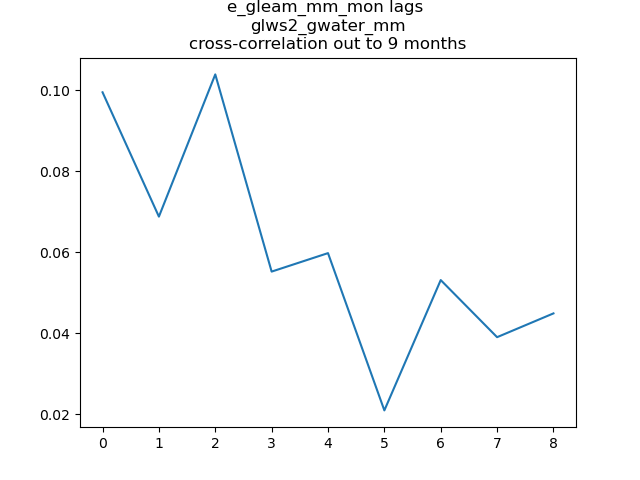 e_gleam_mm_mon lags
glws2_gwater_mm
cross-correlation out to 9 months
0.10
0.08
0.06
0.04
0.02
0 1 2 3 4 5 6 7 8